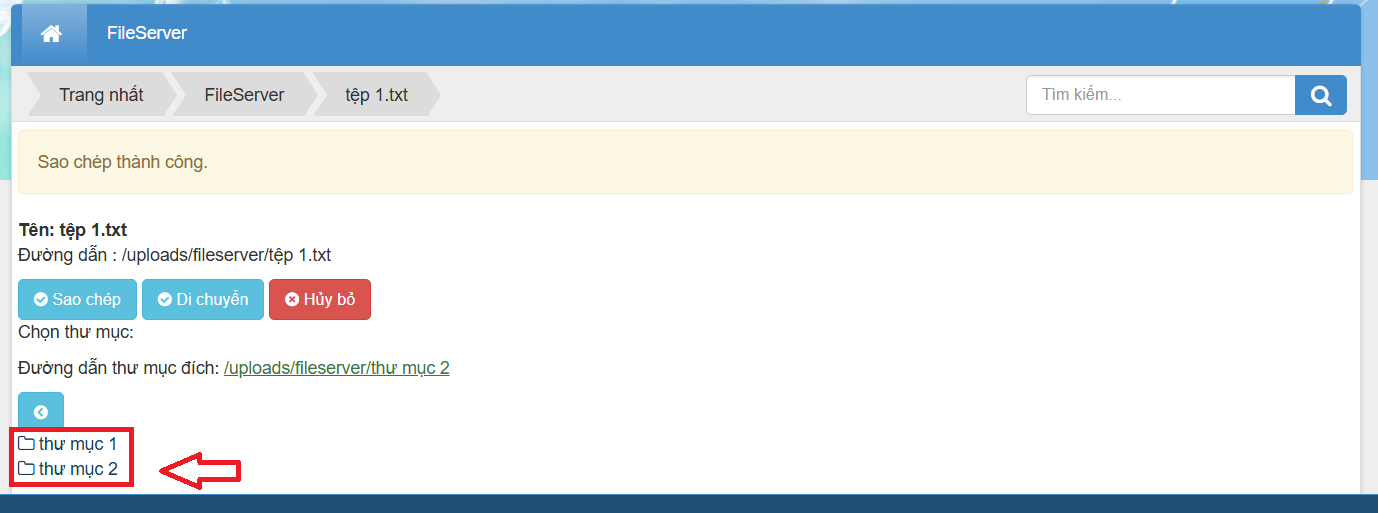 FileServer
Trang nhất FileServer tệp 1.txt Tìm kiếm...
Sao chép thành công.
Tên: tệp 1.txt
Đường dẫn : /uploads/fileserver/tệp 1.txt
Sao chép Di chuyển Hủy bỏ
Chọn thư mục:
Đường dẫn thư mục đích: /uploads/fileserver/thư mục 2
thư mục 1
thư mục 2